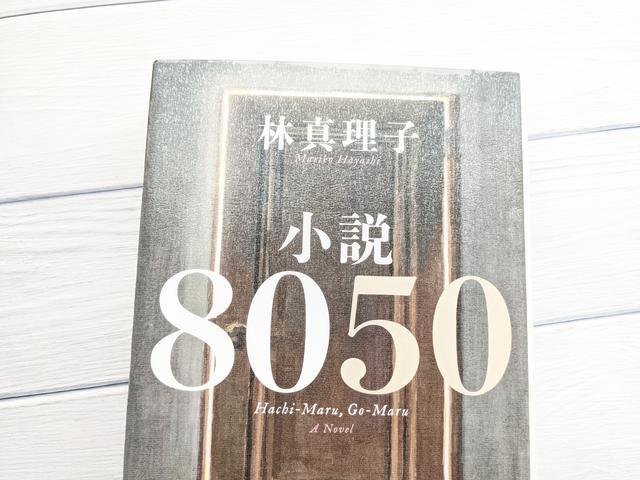 林真理子
Mariko Hayashi
小説
8050
Hachi-Maru, Go-Maru
A Novel